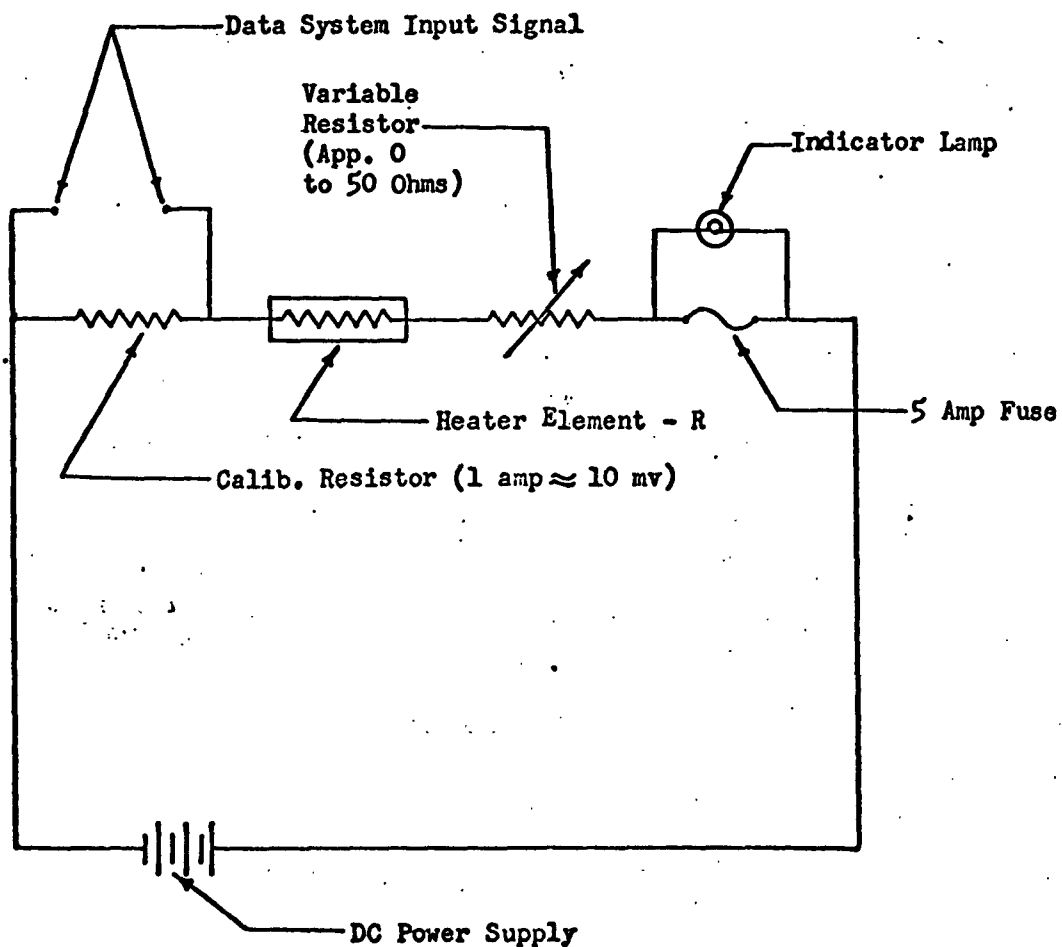 Data System Input Signal
Variable
Resistor
(App. 0
to 50 Ohms)
Indicator Lamp
Heater Element - R
5 Amp Fuse
Calib. Resistor (1 amp ≈ 10 mv)
DC Power Supply